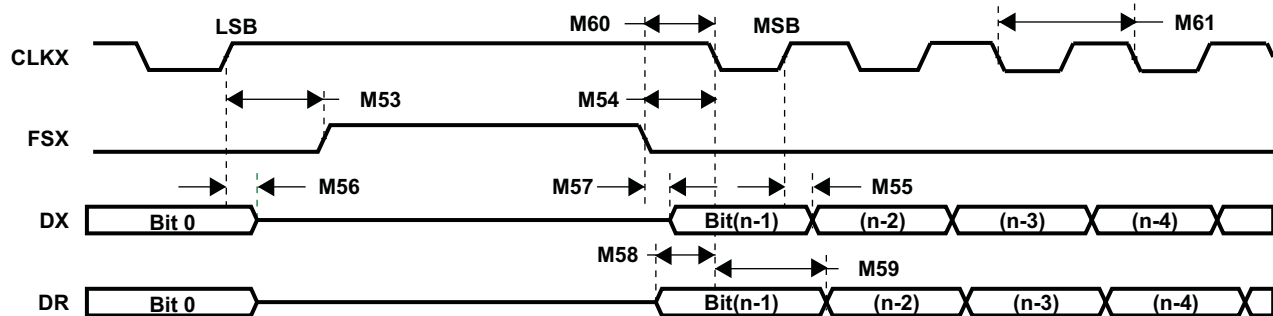 LSB
M60
MSB
M61
CLKX
M53
M54
FSX
M56
M57
M55
DX
Bit 0
Bit(n-1)
(n-2)
(n-3)
(n-4)
M58
M59
DR
Bit 0
Bit(n-1)
(n-2)
(n-3)
(n-4)